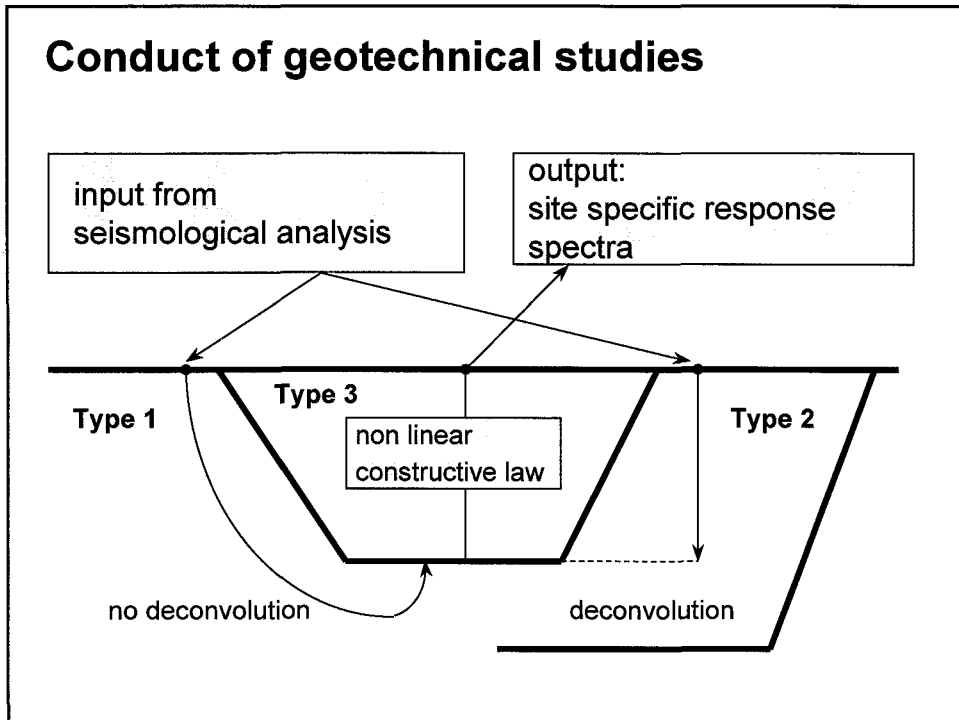 Conduct of geotechnical studies
input from
seismological analysis
output:
site specific response
spectra
Type 1
Type 3
Type 2
non linear
constructive law
no deconvolution
deconvolution